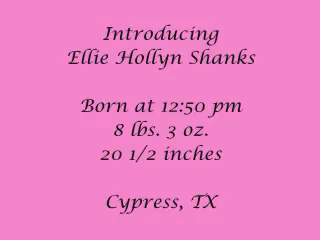 Introducing
Ellie Hollyn Shanks
Born at 12:50 pm
8 lbs. 3 oz.
20 1/2 inches
Cypress, TX